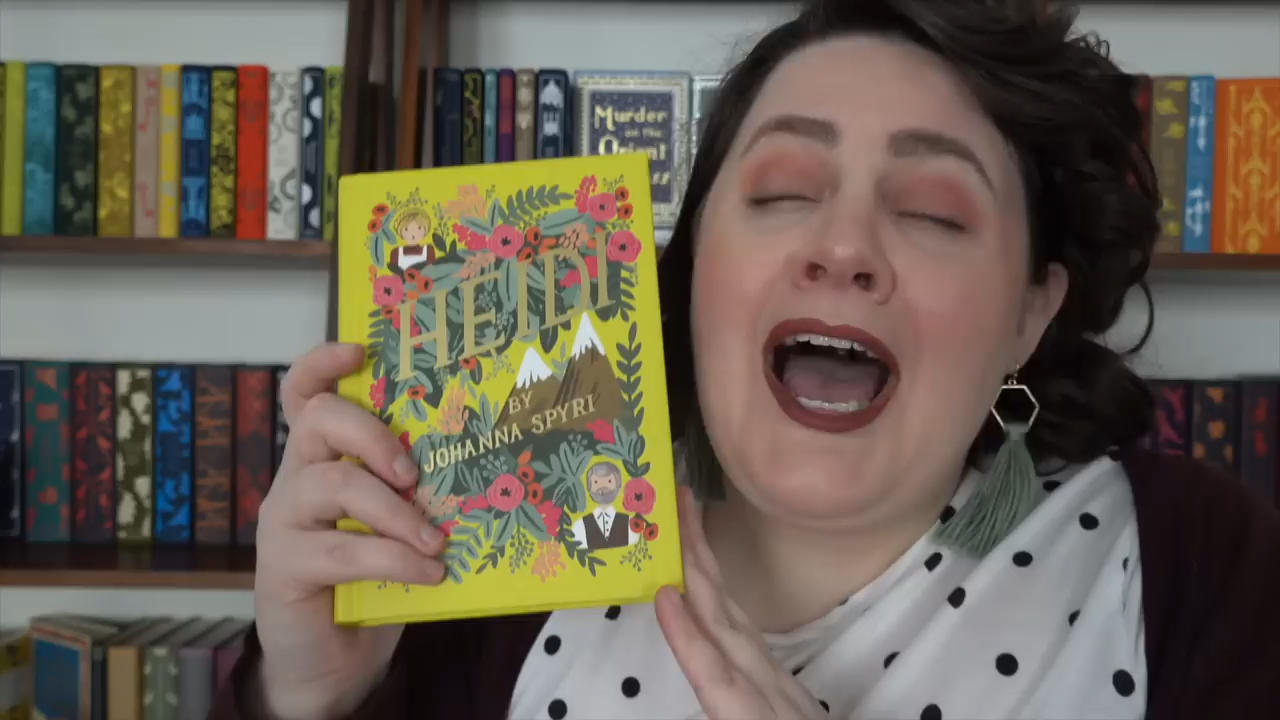 Murder
on the
Orient
HEIDI
BY
JOHANNA SPYRI